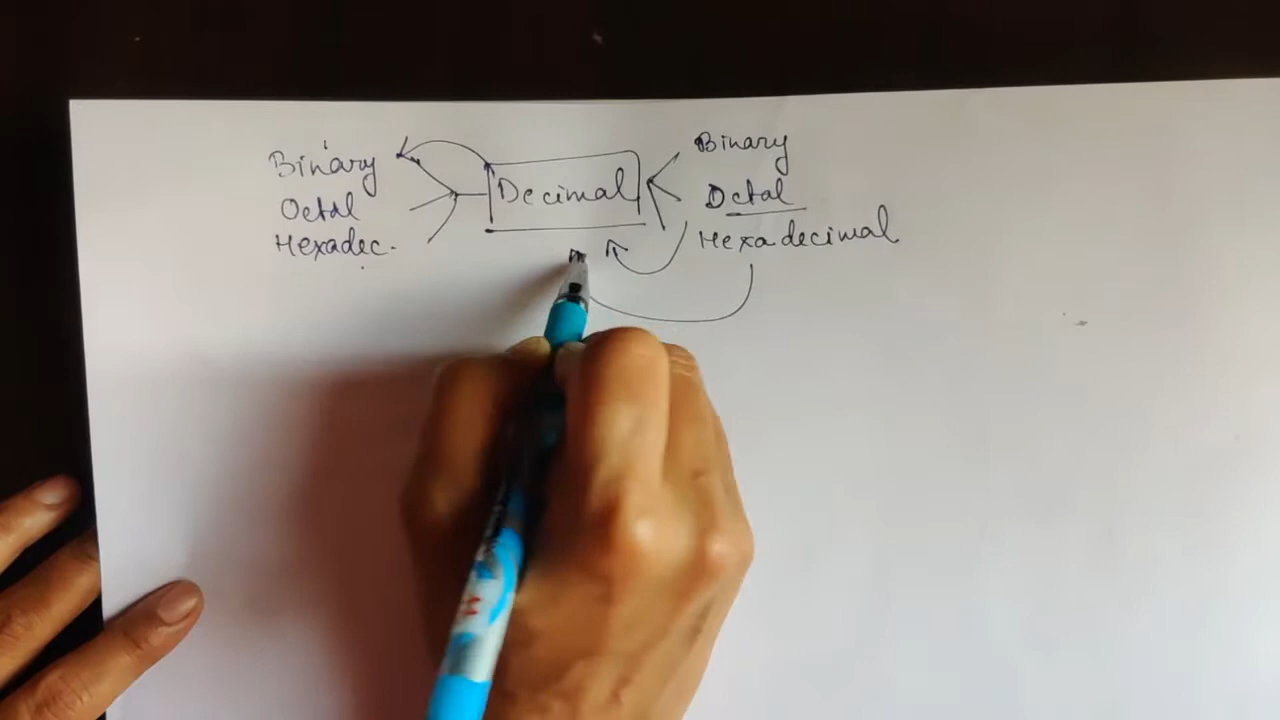 Binary
Octal
Hexadec.
Decimal
Binary
Octal
Hexadecimal